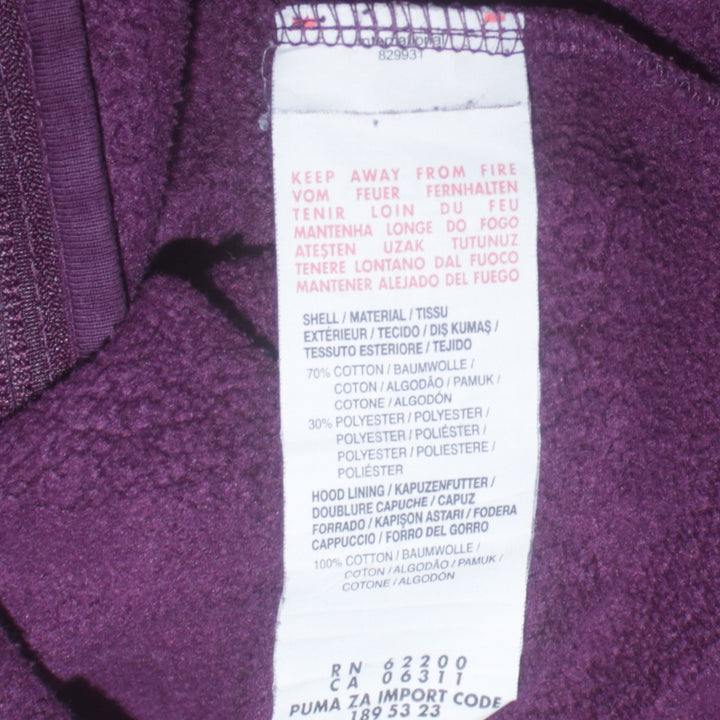 International
829931
KEEP AWAY FROM FIRE
VOM FEUER FERNHALTEN
TENIR LOIN DU FEU
MANTENHA LONGE DO FOGO
ATEŞTEN UZAK TUTUNUZ
TENERE LONTANO DAL FUOCO
MANTENER ALEJADO DEL FUEGO
SHELL / MATERIAL / TISSU
EXTÉRIEUR / TECIDO / DIŞ KUMAŞ /
TESSUTO ESTERIORE / TEJIDO
70% COTTON / BAUMWOLLE /
COTON / ALGODÃO / PAMUK /
COTONE / ALGODÓN
30% POLYESTER / POLYESTER /
POLYESTER / POLIÉSTER /
POLYESTER / POLIESTERE /
POLIÉSTER
HOOD LINING / KAPUZENFUTTER /
DOUBLURE CAPUCHE / CAPUZ
FORRADO / KAPIŞON ASTARI / FODERA
CAPPUCCIO / FORRO DEL GORRO
100% COTTON / BAUMWOLLE /
COTON / ALGODÃO / PAMUK /
COTONE / ALGODÓN
RN 62200
CA 06311
PUMA ZA IMPORT CODE
189 53 23